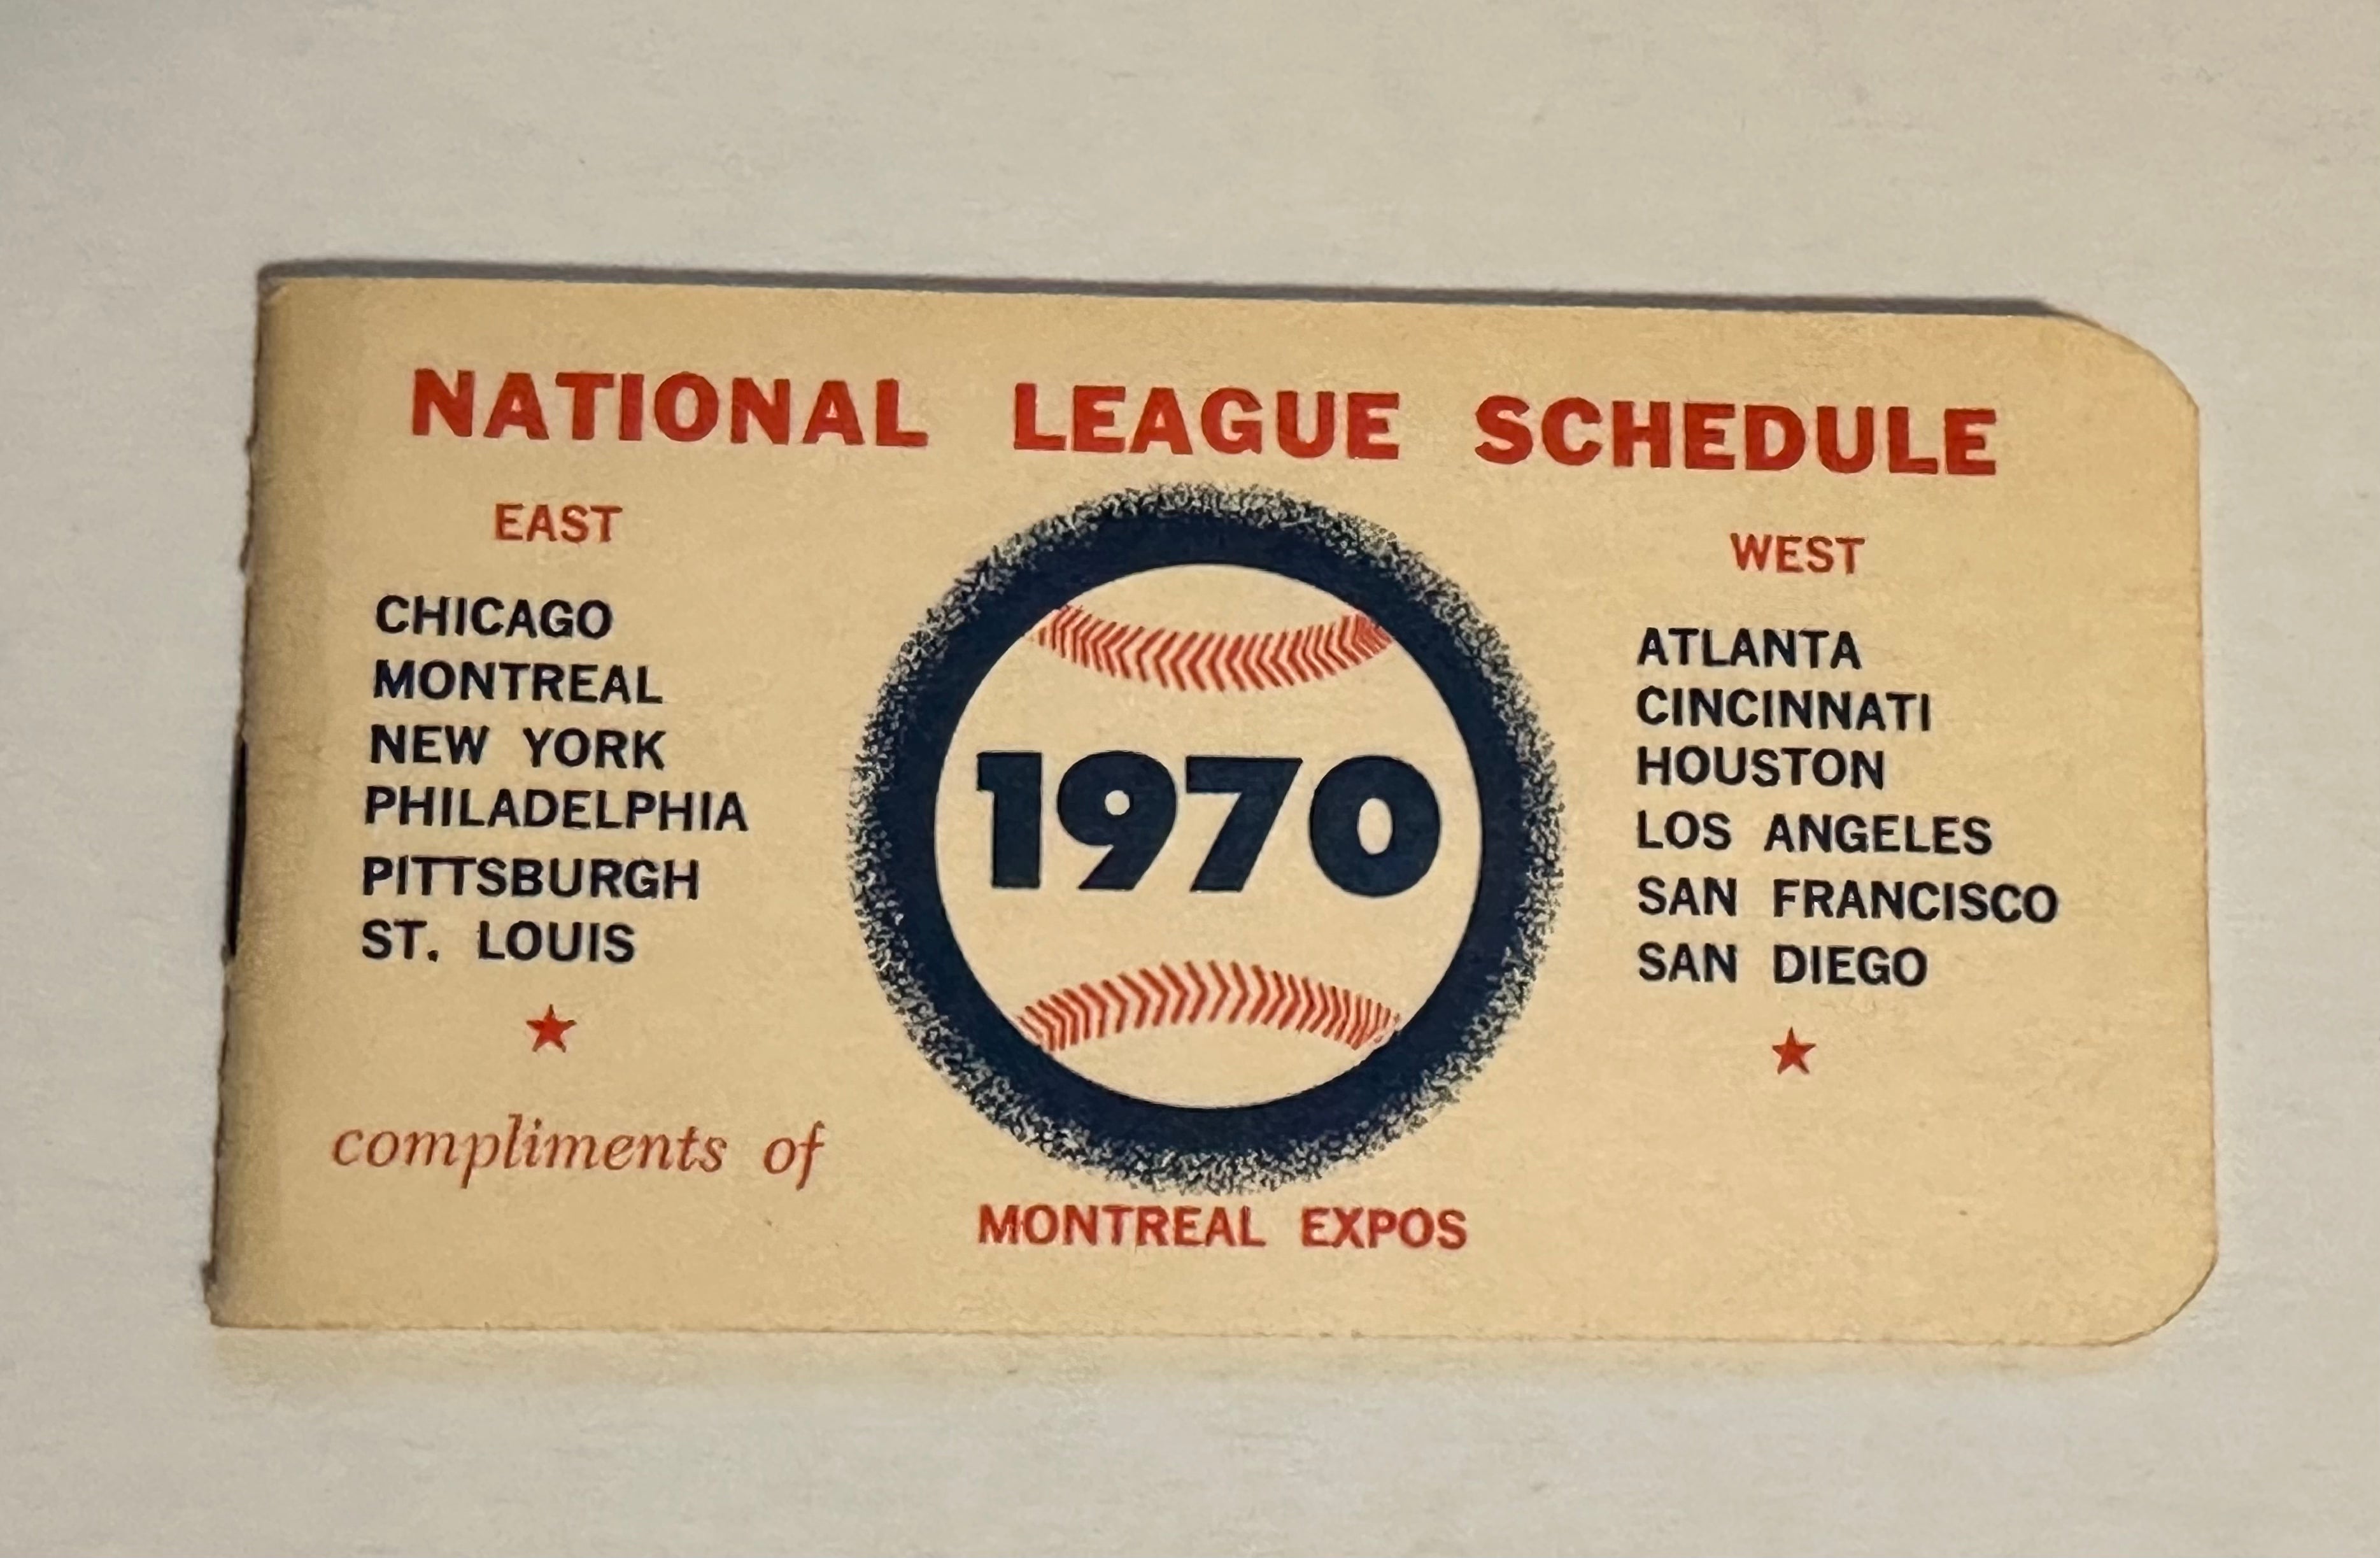 NATIONAL LEAGUE SCHEDULE
EAST
CHICAGO
MONTREAL
NEW YORK
PHILADELPHIA
PITTSBURGH
ST. LOUIS
compliments of
1970
MONTREAL EXPOS
WEST
ATLANTA
CINCINNATI
HOUSTON
LOS ANGELES
SAN FRANCISCO
SAN DIEGO